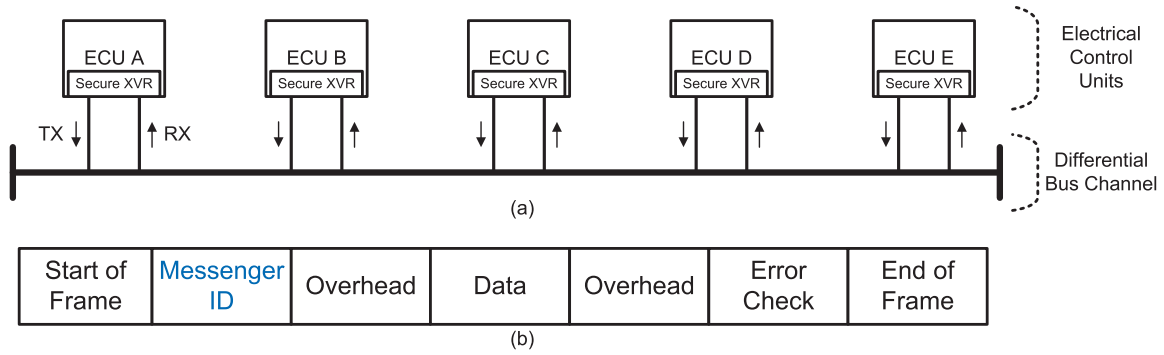 ECU A
Secure XVR
ECU B
Secure XVR
ECU C
Secure XVR
ECU D
Secure XVR
ECU E
Secure XVR
Electrical
Control
Units
TX
RX
Differential
Bus Channel
(a)
Start of
Frame
Messenger
ID
Overhead
Data
Overhead
Error
Check
End of
Frame
(b)